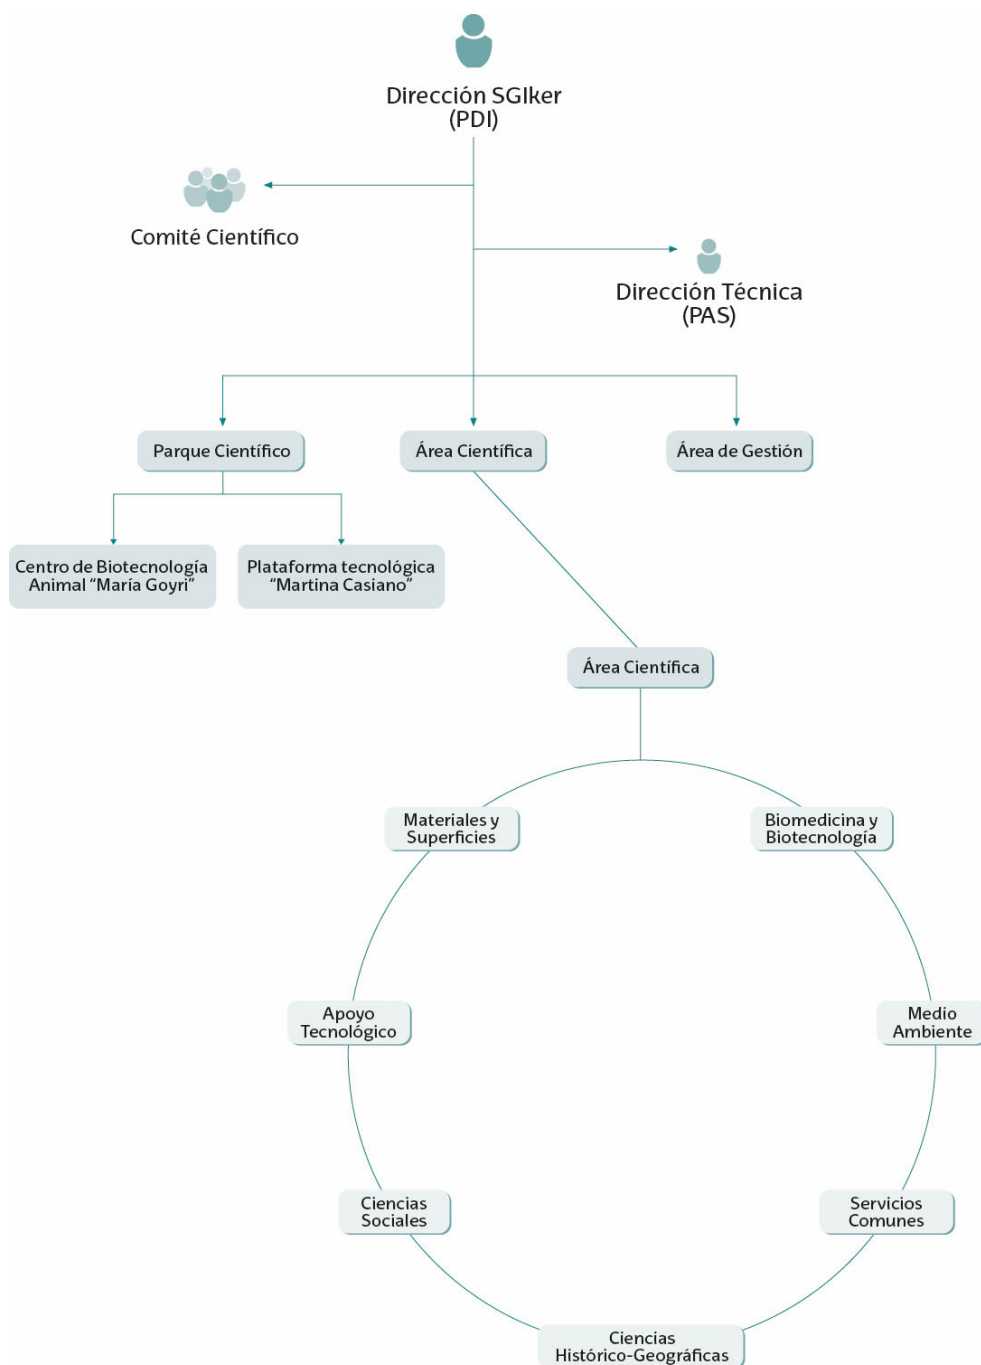 Dirección SGIker
(PDI)
Comité Científico
Dirección Técnica
(PAS)
Parque Científico
Área Científica
Área de Gestión
Centro de Biotecnología
Animal “María Goyri”
Plataforma tecnológica
“Martina Casiano”
Área Científica
Materiales y
Superficies
Biomedicina y
Biotecnología
Apoyo
Tecnológico
Medio
Ambiente
Ciencias
Sociales
Servicios
Comunes
Ciencias
Histórico-Geográficas